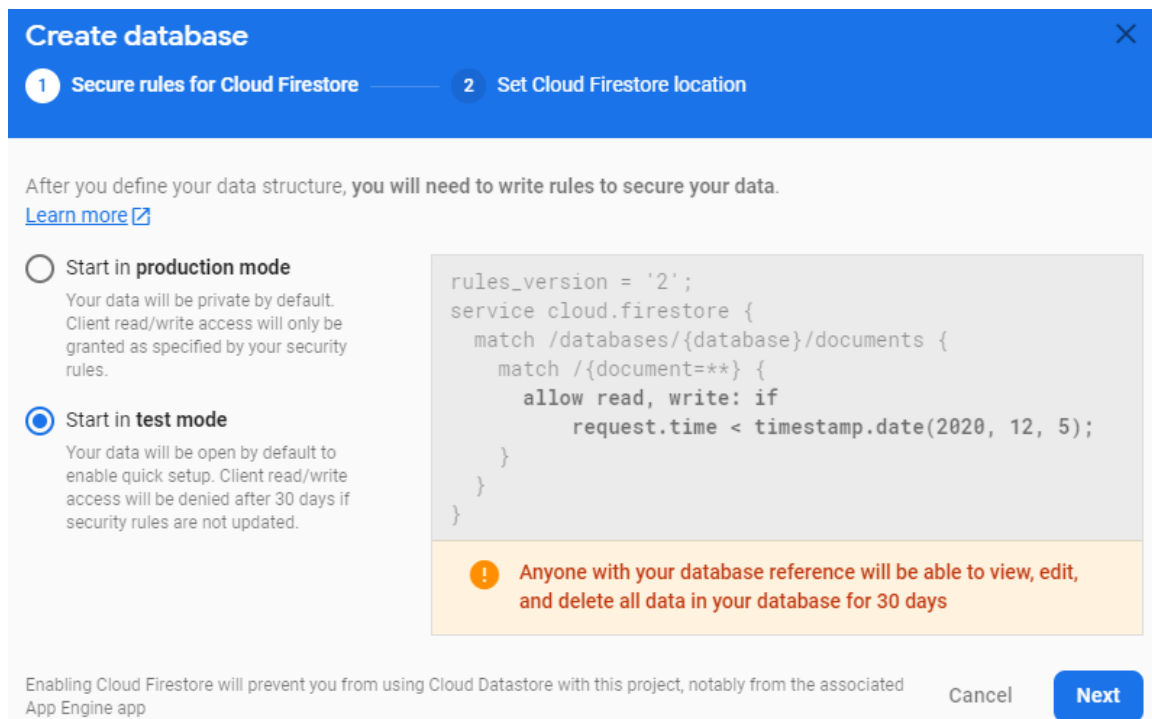 Create database
1 Secure rules for Cloud Firestore 2 Set Cloud Firestore location
After you define your data structure, you will need to write rules to secure your data.
Learn more
Start in production mode
Your data will be private by default.
Client read/write access will only be
granted as specified by your security
rules.
Start in test mode
Your data will be open by default to
enable quick setup. Client read/write
access will be denied after 30 days if
security rules are not updated.
rules_version = '2';
service cloud.firestore {
  match /databases/{database}/documents {
    match /{document=**} {
      allow read, write: if
          request.time < timestamp.date(2020, 12, 5);
    }
  }
}
! Anyone with your database reference will be able to view, edit,
and delete all data in your database for 30 days
Enabling Cloud Firestore will prevent you from using Cloud Datastore with this project, notably from the associated
App Engine app
Cancel Next